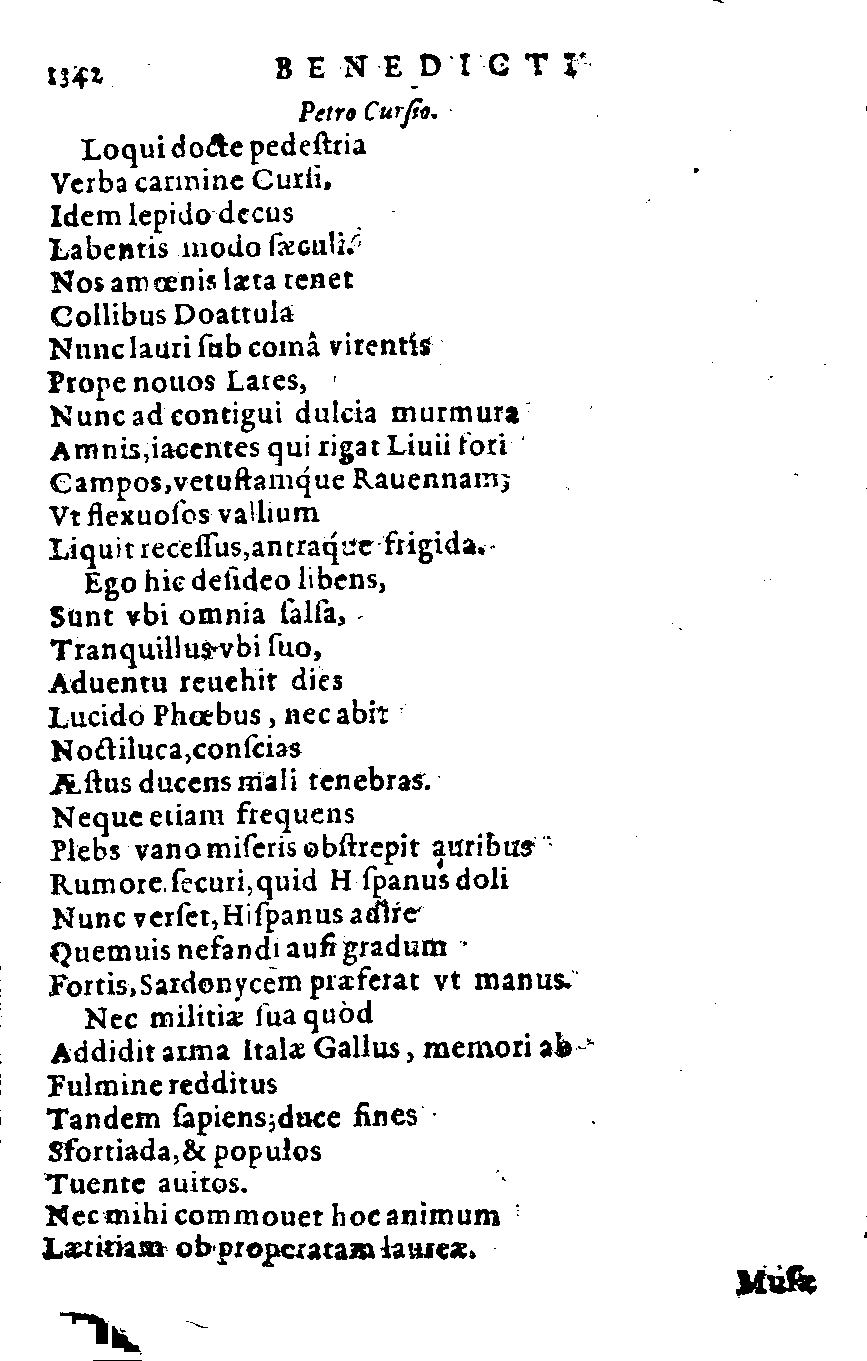 1342 BENEDICTI
Petro Curſio.
Loqui docte pedeſtria
Verba carmine Curſi,
Idem lepido decus
Labentis modo ſæculi.
Nos amœnis læta tenet
Collibus Doattula
Nunc lauri ſub comâ virentis
Prope nouos Lares,
Nunc ad contigui dulcia murmura
Amnis, iacentes qui rigat Liuii fori
Campos, vetuſtamq́ue Rauennam;
Vt flexuoſos vallium
Liquit receſſus, antraq́ue frigida.
Ego hic deſideo libens,
Sunt vbi omnia ſalſa,
Tranquillus vbi ſuo,
Aduentu reuehit dies
Lucido Phœbus, nec abit
Noctiluca, conſcias
Æſtus ducens mali tenebras.
Neque etiam frequens
Plebs vano miſeris obſtrepit auribus
Rumore. ſecuri, quid H ſpanus doli
Nunc verſet, Hiſpanus
Quemuis nefandi auſi gradum
Fortis, Sardonycem præferat vt manus.
Nec militiæ ſua quòd
Addidit arma Italæ Gallus, memori ab
Fulmine redditus
Tandem ſapiens; duce fines
Sfortiada, & populos
Tuente auitos.
Nec mihi commouet hoc animum
Lætitiam ob properatam laureæ.
Muſæ